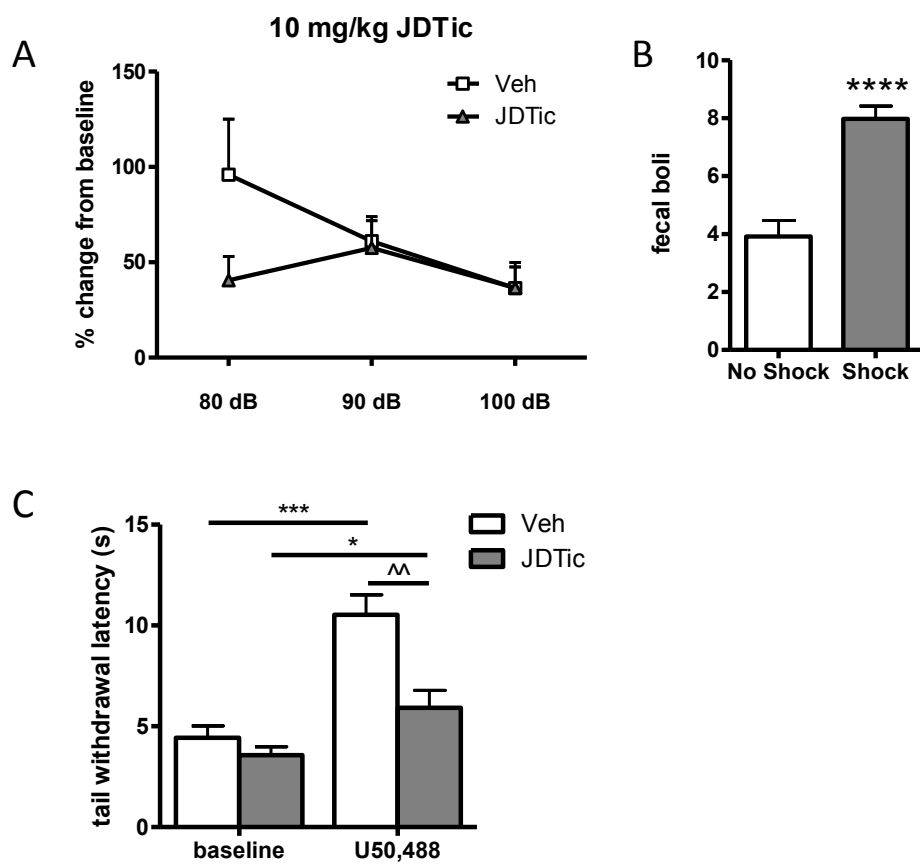 10 mg/kg JDTic
A
% change from baseline
150
100
50
0
Veh
JDTic
80 dB
90 dB
100 dB
B
fecal boli
10
8
6
4
2
0
****
No Shock
Shock
C
tail withdrawal latency (s)
15
10
5
0
***
*
^^
Veh
JDTic
baseline
U50,488